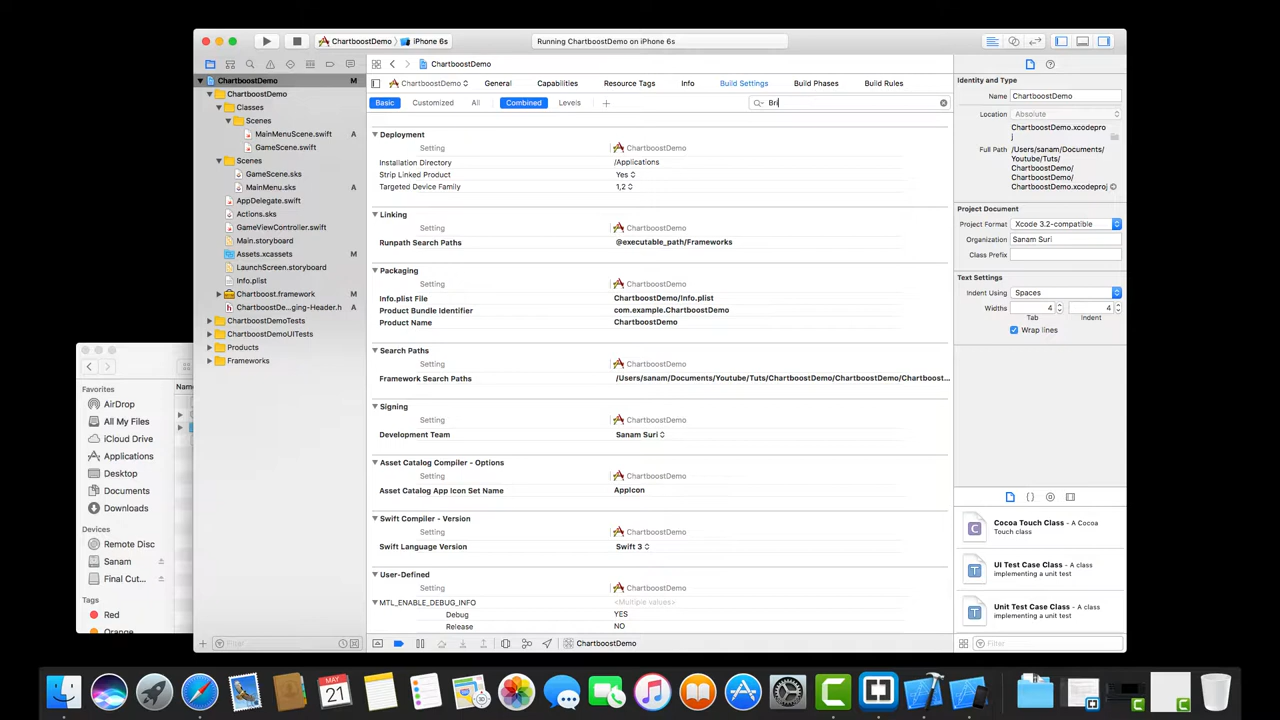 ChartboostDemo iPhone 6s
Running ChartboostDemo on iPhone 6s
ChartboostDemo M
ChartboostDemo
ChartboostDemo
Classes
Scenes
MainMenuScene.swift A
GameScene.swift
Scenes
GameScene.sks
MainMenu.sks A
AppDelegate.swift
Actions.sks
GameViewController.swift
Main.storyboard
Assets.xcassets M
LaunchScreen.storyboard
Info.plist
Chartboost.framework M
ChartboostDe...ging-Header.h A
ChartboostDemoTests
ChartboostDemoUITests
Products
Frameworks
Filter
ChartboostDemo General Capabilities Resource Tags Info Build Settings Build Phases Build Rules
Basic Customized All Combined Levels + Bri
Deployment
Setting ChartboostDemo
Installation Directory /Applications
Strip Linked Product Yes
Targeted Device Family 1,2
Linking
Setting ChartboostDemo
Runpath Search Paths @executable_path/Frameworks
Packaging
Setting ChartboostDemo
Info.plist File ChartboostDemo/Info.plist
Product Bundle Identifier com.example.ChartboostDemo
Product Name ChartboostDemo
Search Paths
Setting ChartboostDemo
Framework Search Paths /Users/sanam/Documents/Youtube/Tuts/ChartboostDemo/ChartboostDemo/Chartboost...
Signing
Setting ChartboostDemo
Development Team Sanam Suri
Asset Catalog Compiler - Options
Setting ChartboostDemo
Asset Catalog App Icon Set Name AppIcon
Swift Compiler - Version
Setting ChartboostDemo
Swift Language Version Swift 3
User-Defined
Setting ChartboostDemo
MTL_ENABLE_DEBUG_INFO <Multiple values>
Debug YES
Release NO
ChartboostDemo
Identity and Type
Name ChartboostDemo
Location Absolute
ChartboostDemo.xcodepro
j
Full Path /Users/sanam/Documents/
Youtube/Tuts/
ChartboostDemo/
ChartboostDemo/
ChartboostDemo.xcodeproj
Project Document
Project Format Xcode 3.2-compatible
Organization Sanam Suri
Class Prefix
Text Settings
Indent Using Spaces
Widths 4 4
Tab Indent
Wrap lines
Cocoa Touch Class - A Cocoa
Touch class
UI Test Case Class - A class
implementing a unit test
Unit Test Case Class - A class
implementing a unit test
Filter
Name
Favorites
AirDrop
All My Files
iCloud Drive
Applications
Desktop
Documents
Downloads
Devices
Remote Disc
Sanam
Final Cut...
Tags
Red
MAY
21